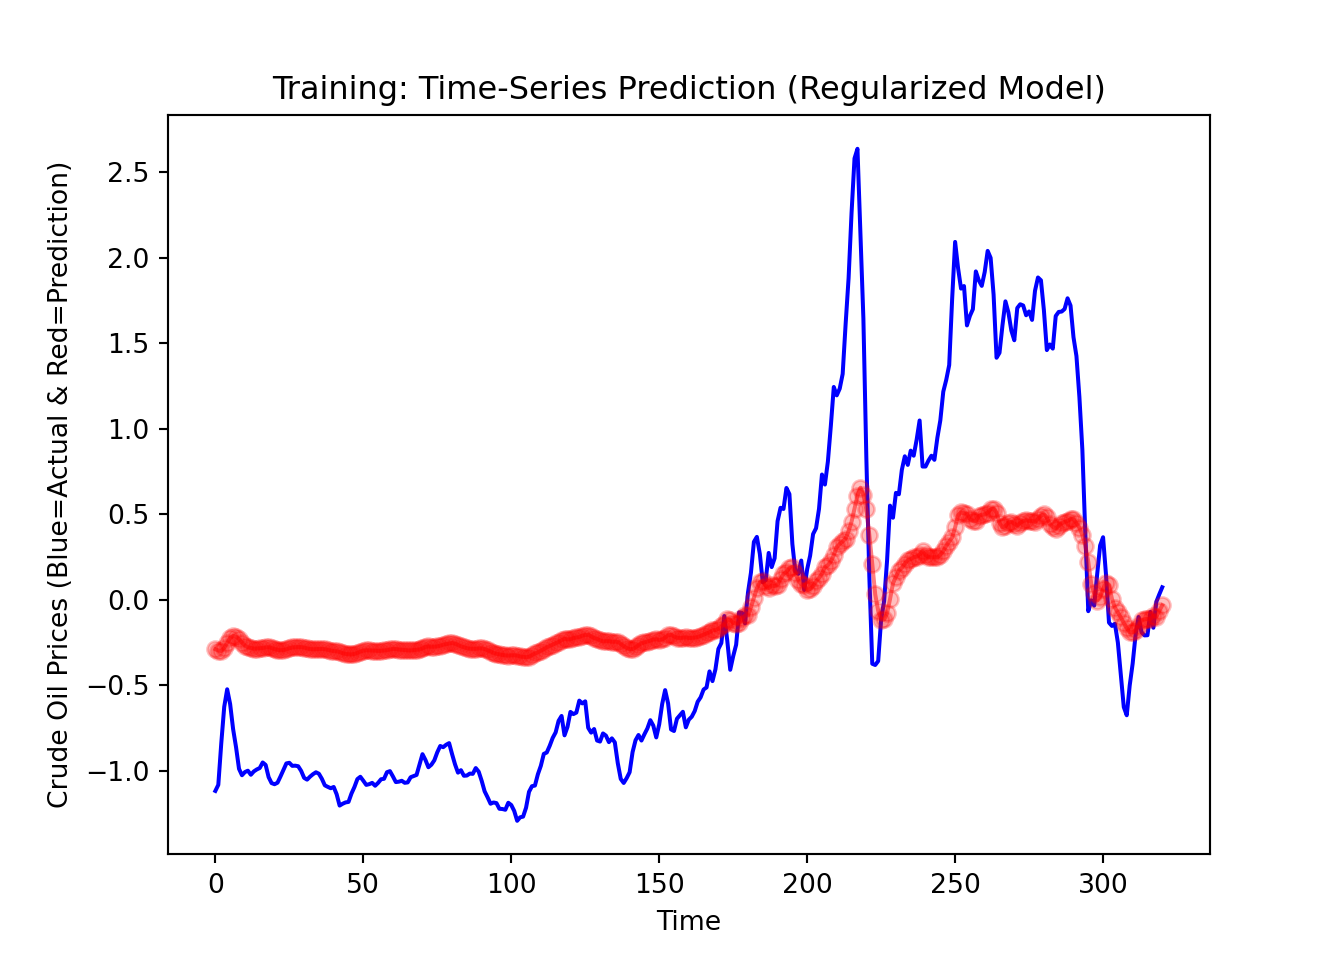 Training: Time-Series Prediction (Regularized Model)
Crude Oil Prices (Blue=Actual & Red=Prediction)
2.5
2.0
1.5
1.0
0.5
0.0
−0.5
−1.0
0 50 100 150 200 250 300
Time